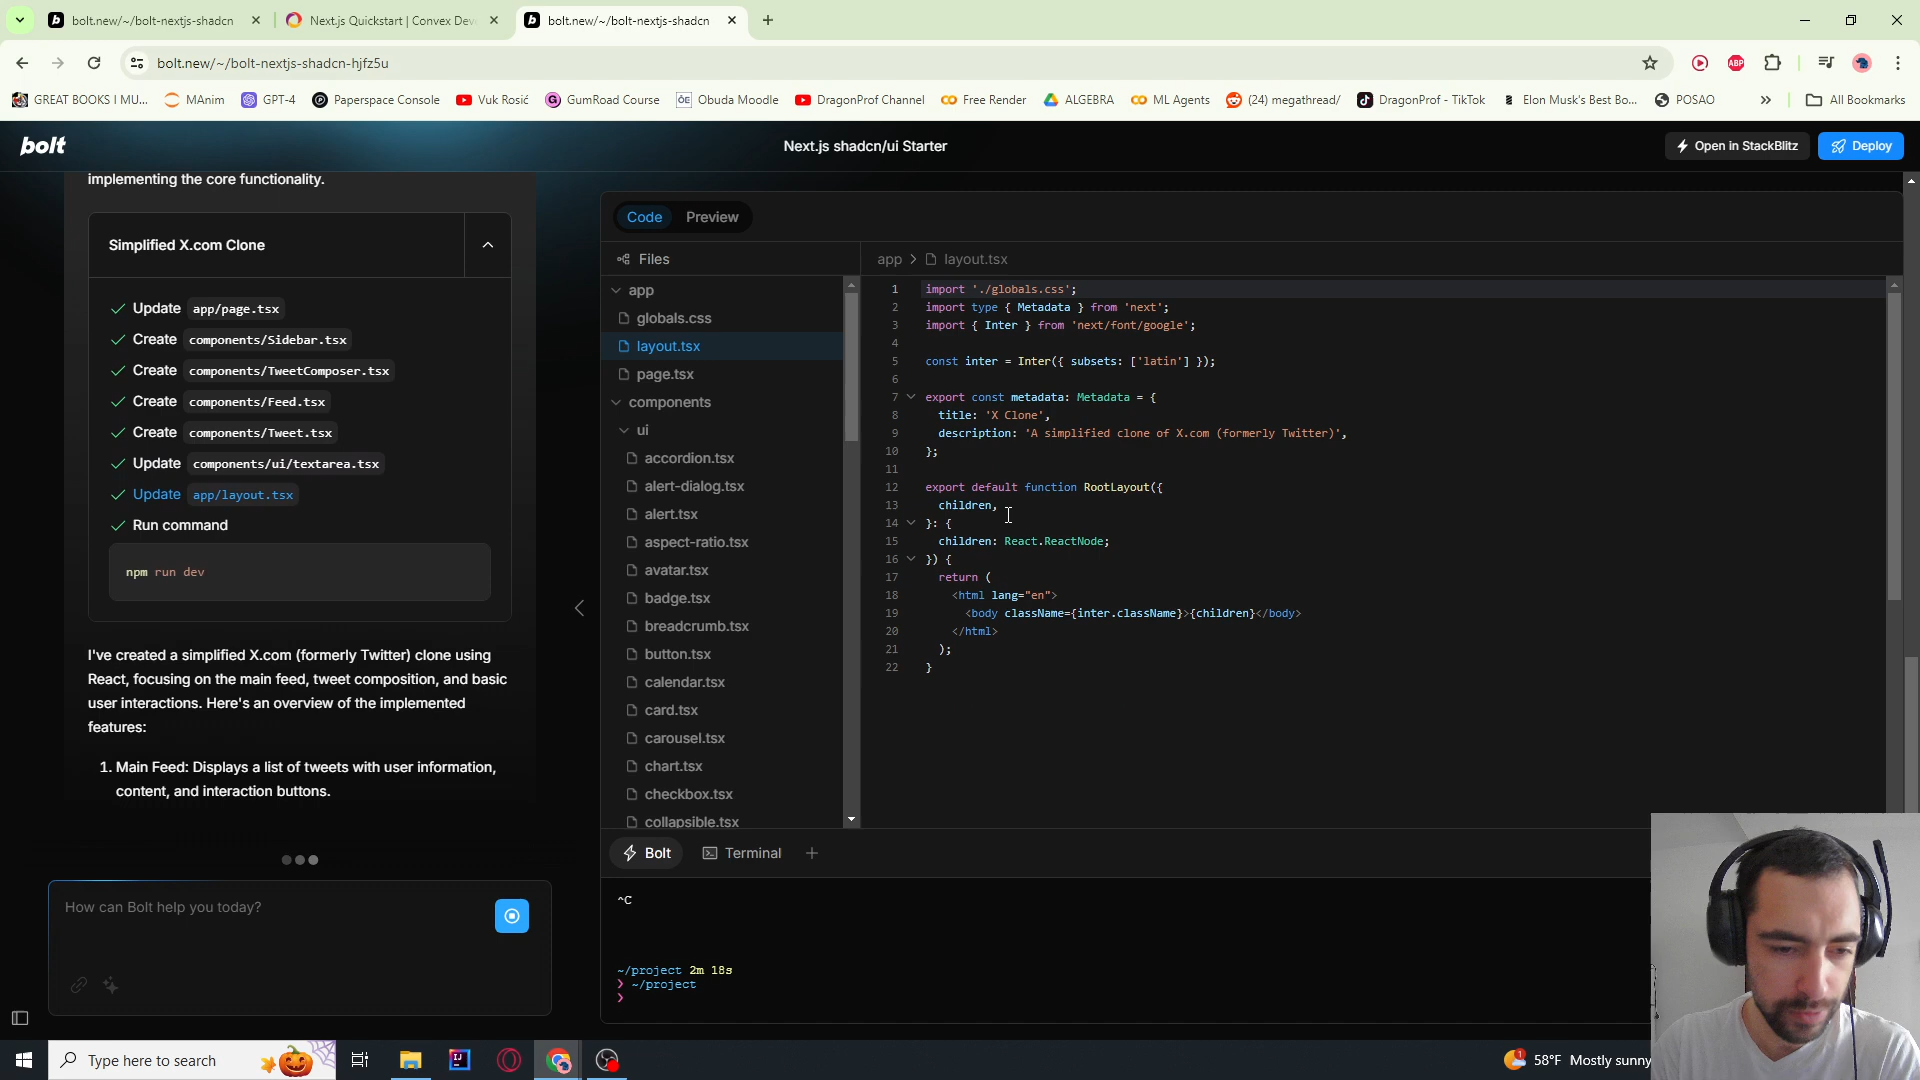 bolt.new/~/bolt-nextjs-shadcn
Next.js Quickstart | Convex Dev
bolt.new/~/bolt-nextjs-shadcn
bolt.new/~/bolt-nextjs-shadcn-hjfz5u
ABP
GREAT BOOKS I MU...
MAnim
GPT-4
Paperspace Console
Vuk Rosić
GumRoad Course
Obuda Moodle
DragonProf Channel
Free Render
ALGEBRA
ML Agents
(24) megathread/
DragonProf - TikTok
Elon Musk's Best Bo...
POSAO
All Bookmarks
bolt
Next.js shadcn/ui Starter
Open in StackBlitz
Deploy
implementing the core functionality.
Simplified X.com Clone
Update app/page.tsx
Create components/Sidebar.tsx
Create components/TweetComposer.tsx
Create components/Feed.tsx
Create components/Tweet.tsx
Update components/ui/textarea.tsx
Update app/layout.tsx
Run command
npm run dev
I've created a simplified X.com (formerly Twitter) clone using
React, focusing on the main feed, tweet composition, and basic
user interactions. Here's an overview of the implemented
features:
1. Main Feed: Displays a list of tweets with user information,
content, and interaction buttons.
How can Bolt help you today?
Code
Preview
Files
app
globals.css
layout.tsx
page.tsx
components
ui
accordion.tsx
alert-dialog.tsx
alert.tsx
aspect-ratio.tsx
avatar.tsx
badge.tsx
breadcrumb.tsx
button.tsx
calendar.tsx
card.tsx
carousel.tsx
chart.tsx
checkbox.tsx
collapsible.tsx
app > layout.tsx
1 import './globals.css';
2 import type { Metadata } from 'next';
3 import { Inter } from 'next/font/google';
4
5 const inter = Inter({ subsets: ['latin'] });
6
7 export const metadata: Metadata = {
8 title: 'X Clone',
9 description: 'A simplified clone of X.com (formerly Twitter)',
10 };
11
12 export default function RootLayout({
13 children,
14 }: {
15 children: React.ReactNode;
16 }) {
17 return (
18 <html lang="en">
19 <body className={inter.className}>{children}</body>
20 </html>
21 );
22 }
Bolt
Terminal
^C
~/project 2m 18s
❯ ~/project
❯
Type here to search
1
58°F Mostly sunny